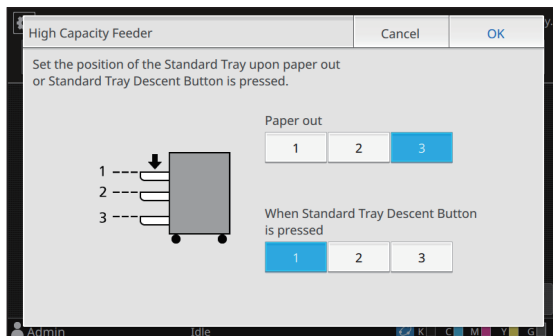 High Capacity Feeder
Cancel
OK
Set the position of the Standard Tray upon paper out
or Standard Tray Descent Button is pressed.
Paper out
1 2 3
1
2
3
When Standard Tray Descent Button
is pressed
1 2 3
Admin Idle K C M Y G